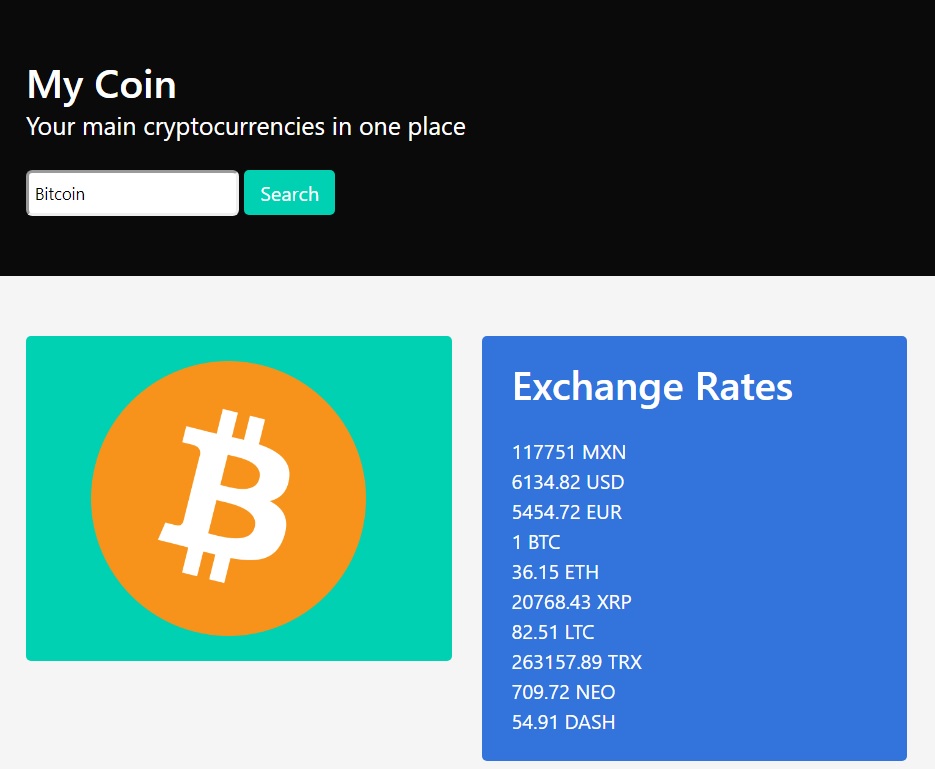 My Coin
Your main cryptocurrencies in one place
Bitcoin
Search
Exchange Rates
117751 MXN
6134.82 USD
5454.72 EUR
1 BTC
36.15 ETH
20768.43 XRP
82.51 LTC
263157.89 TRX
709.72 NEO
54.91 DASH